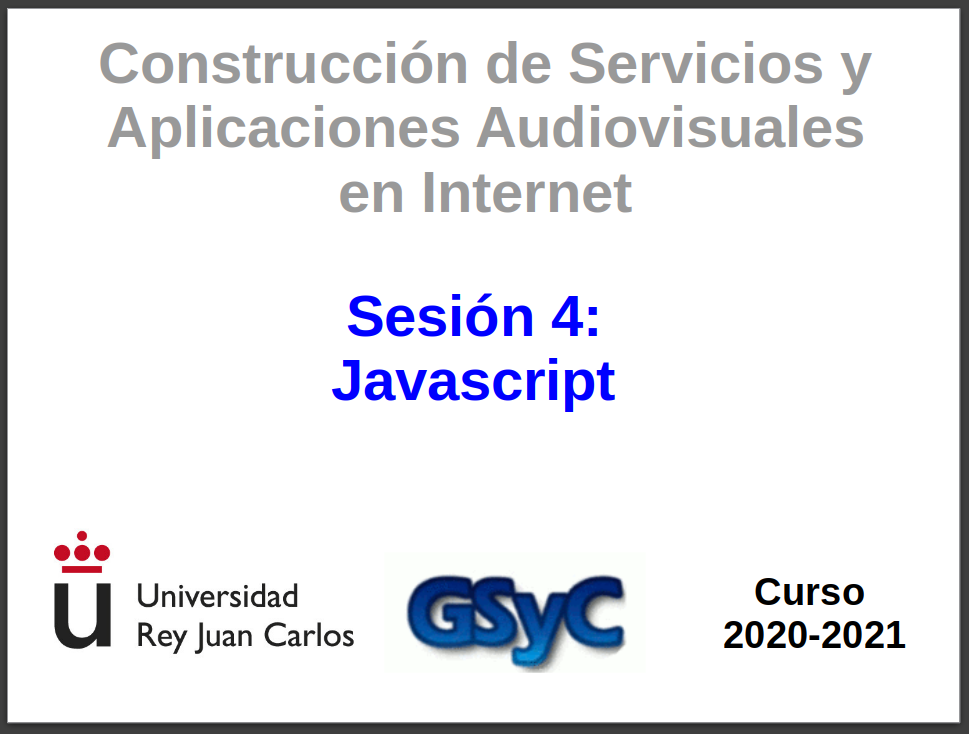 Construcción de Servicios y
Aplicaciones Audiovisuales
en Internet
Sesión 4:
Javascript
u
Universidad
Rey Juan Carlos
GSyC
Curso
2020-2021